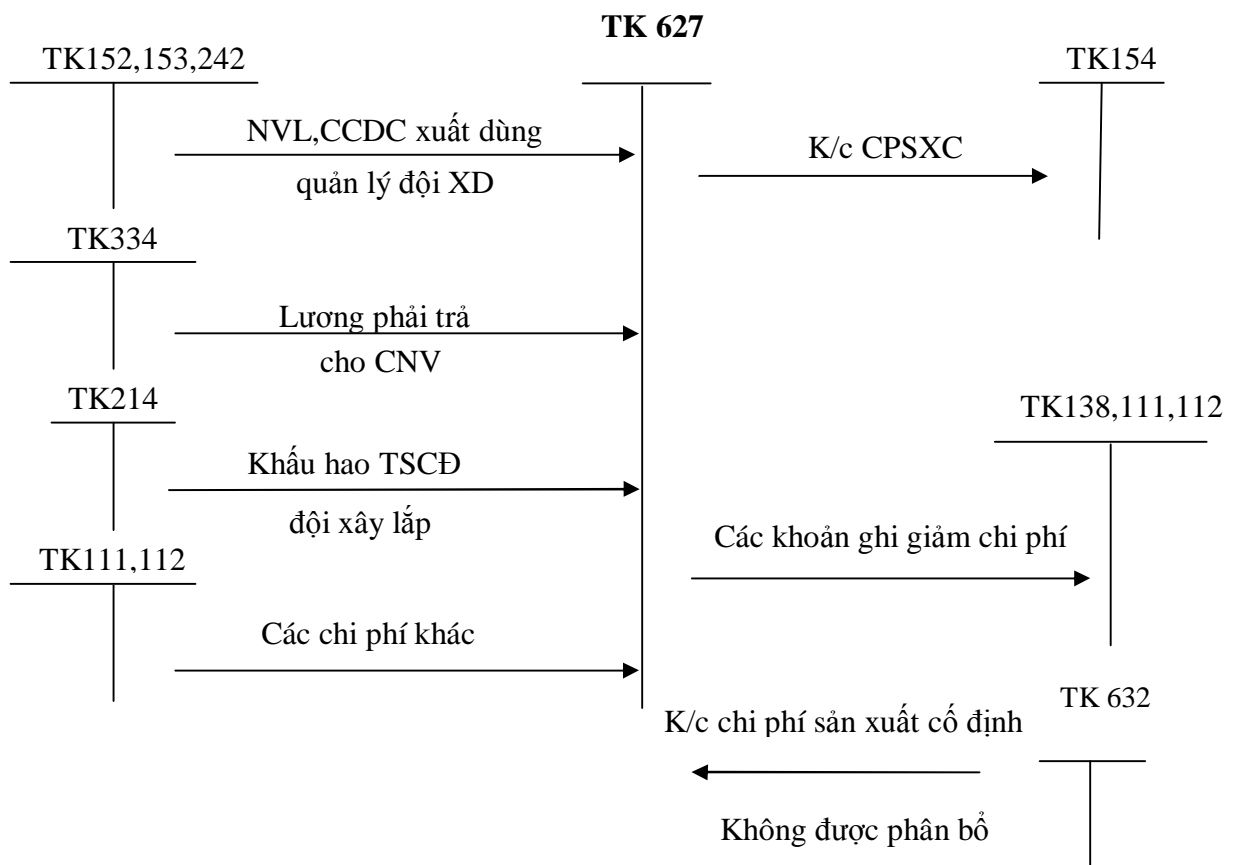 TK 627
TK152,153,242
TK154
NVL,CCDC xuất dùng
quản lý đội XD
K/c CPSXC
TK334
Lương phải trả
cho CNV
TK214
TK138,111,112
Khấu hao TSCĐ
đội xây lắp
Các khoản ghi giảm chi phí
TK111,112
Các chi phí khác
TK 632
K/c chi phí sản xuất cố định
Không được phân bổ